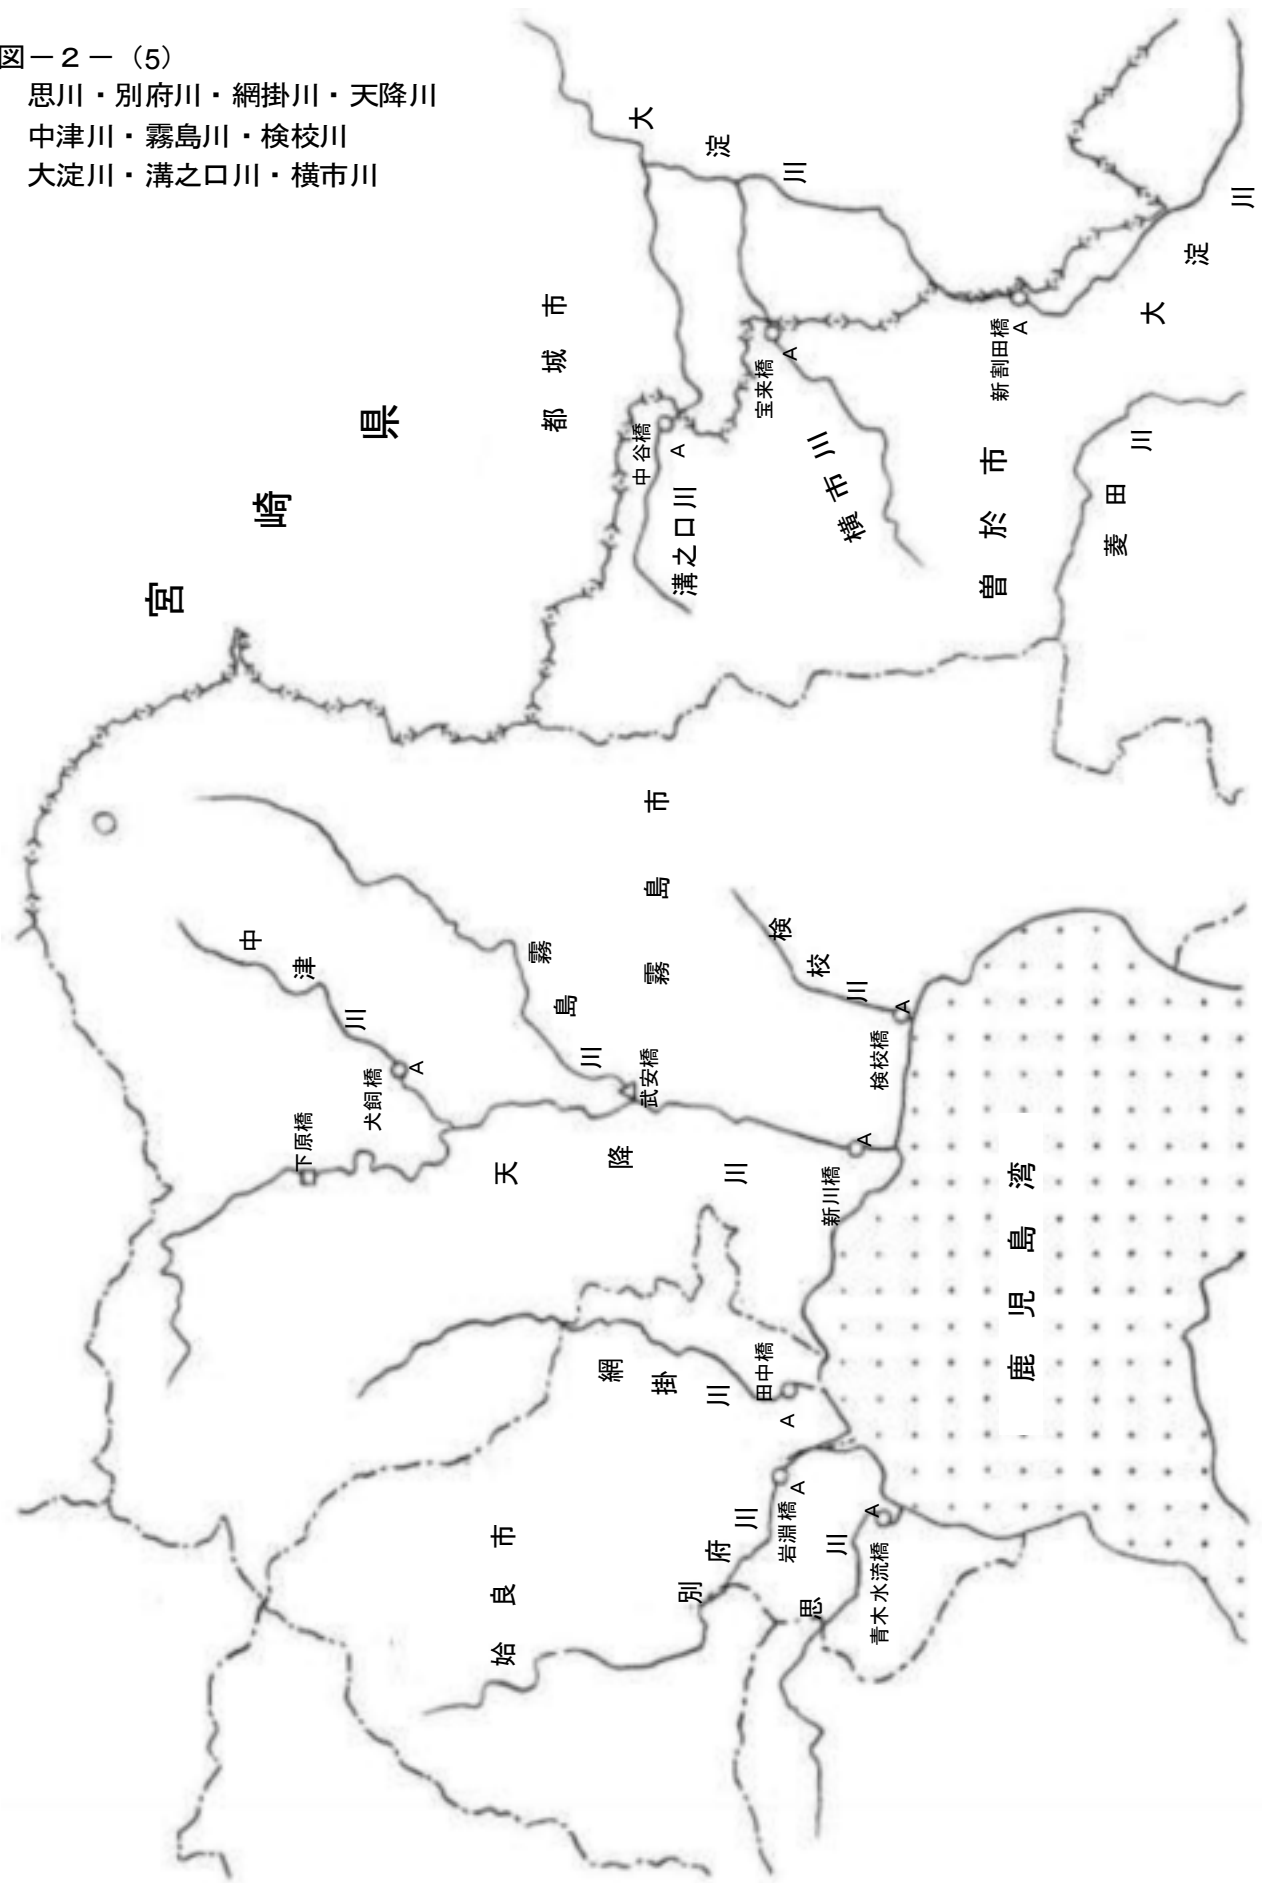 図－２－（5）
思川・別府川・網掛川・天降川
中津川・霧島川・検校川
大淀川・溝之口川・横市川
宮崎県
都城市
大淀川
中谷橋
A
溝之口川
宝来橋
A
横市川
新割田橋
A
大淀川
曽於市
菱田川
霧島市
中津川
犬飼橋
A
霧島川
武安橋
下原橋
天降川
検校川
検校橋
A
新川橋
A
網掛川
田中橋
A
姶良市
別府川
岩淵橋
A
思川
青木水流橋
A
鹿児島湾